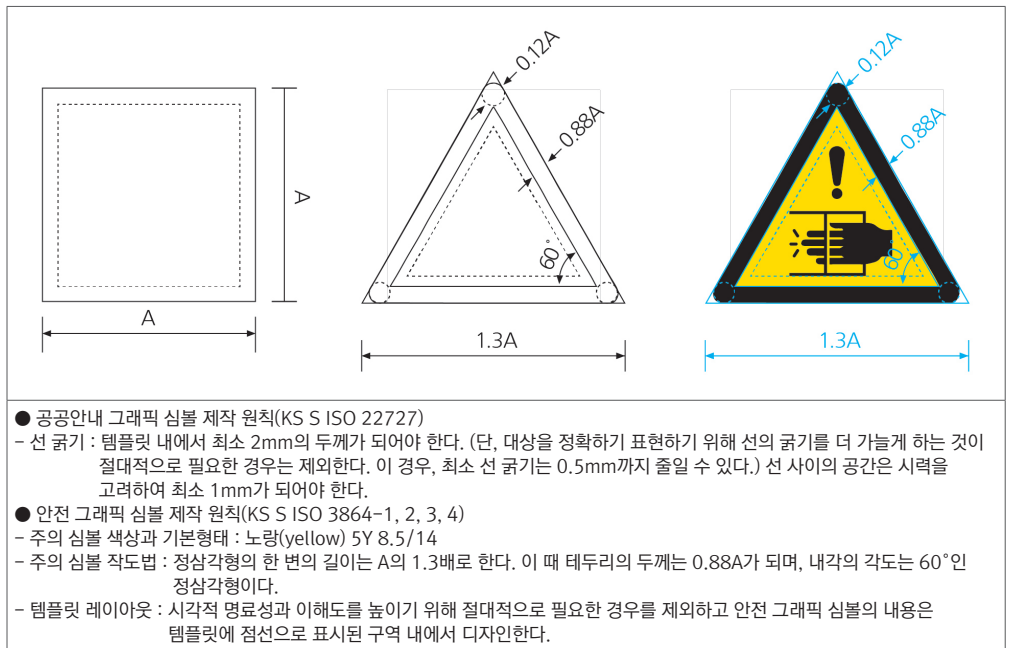 0.12A
0.88A
A
60°
A
1.3A
0.12A
0.88A
60°
1.3A
● 공공안내 그래픽 심볼 제작 원칙(KS S ISO 22727)
- 선 굵기 : 템플릿 내에서 최소 2mm의 두께가 되어야 한다. (단, 대상을 정확하기 표현하기 위해 선의 굵기를 더 가늘게 하는 것이
절대적으로 필요한 경우는 제외한다. 이 경우, 최소 선 굵기는 0.5mm까지 줄일 수 있다.) 선 사이의 공간은 시력을
고려하여 최소 1mm가 되어야 한다.
● 안전 그래픽 심볼 제작 원칙(KS S ISO 3864-1, 2, 3, 4)
- 주의 심볼 색상과 기본형태 : 노랑(yellow) 5Y 8.5/14
- 주의 심볼 작도법 : 정삼각형의 한 변의 길이는 A의 1.3배로 한다. 이 때 테두리의 두께는 0.88A가 되며, 내각의 각도는 60°인
정삼각형이다.
- 템플릿 레이아웃 : 시각적 명료성과 이해도를 높이기 위해 절대적으로 필요한 경우를 제외하고 안전 그래픽 심볼의 내용은
템플릿에 점선으로 표시된 구역 내에서 디자인한다.